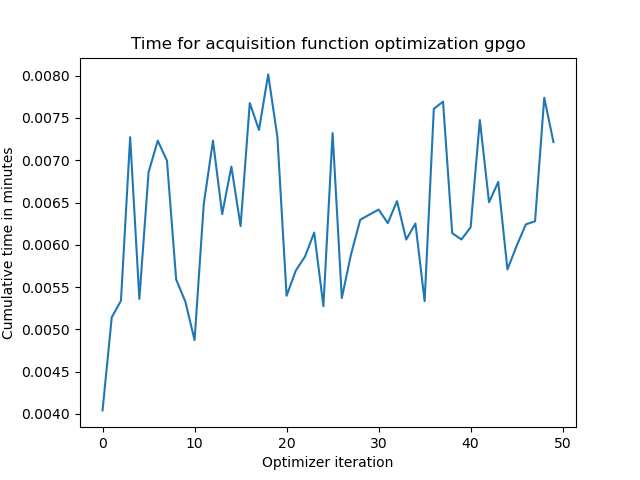 Time for acquisition function optimization gpgo
0.0080
0.0075
0.0070
0.0065
0.0060
0.0055
0.0050
0.0045
0.0040
Cumulative time in minutes
0 10 20 30 40 50
Optimizer iteration